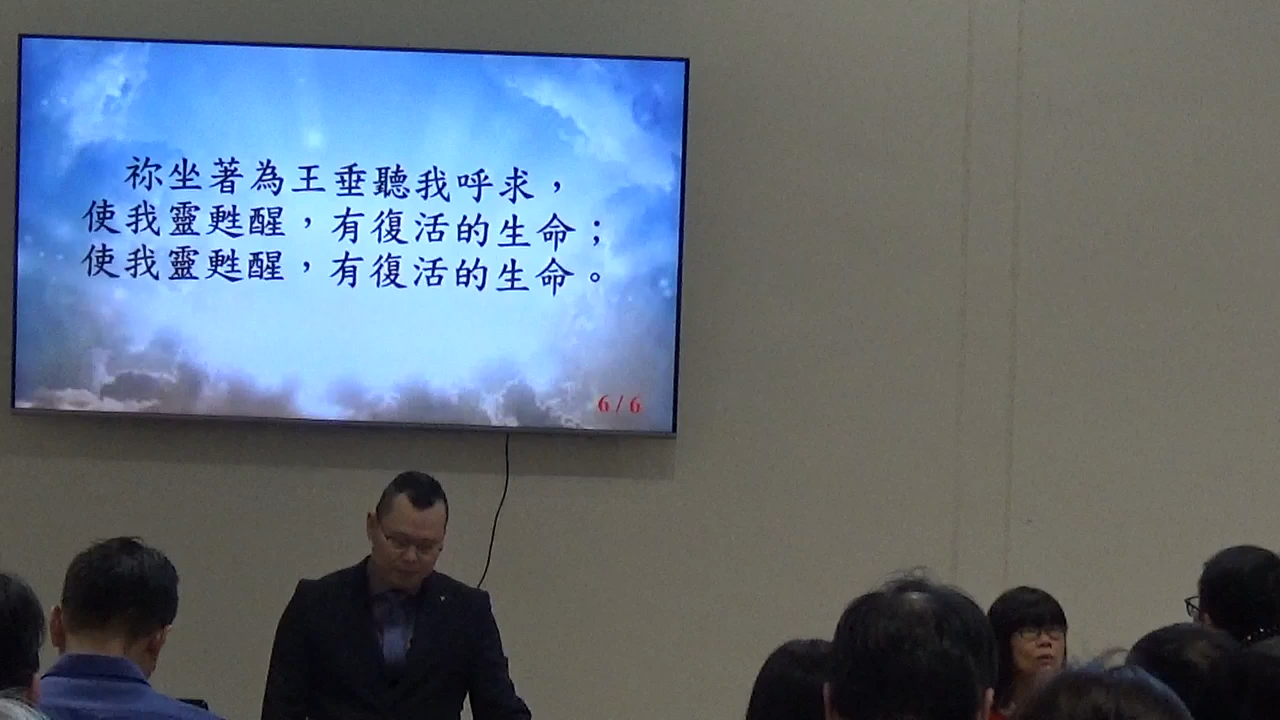 祢坐著為王垂聽我呼求，
使我靈甦醒，有復活的生命；
使我靈甦醒，有復活的生命。
6/6